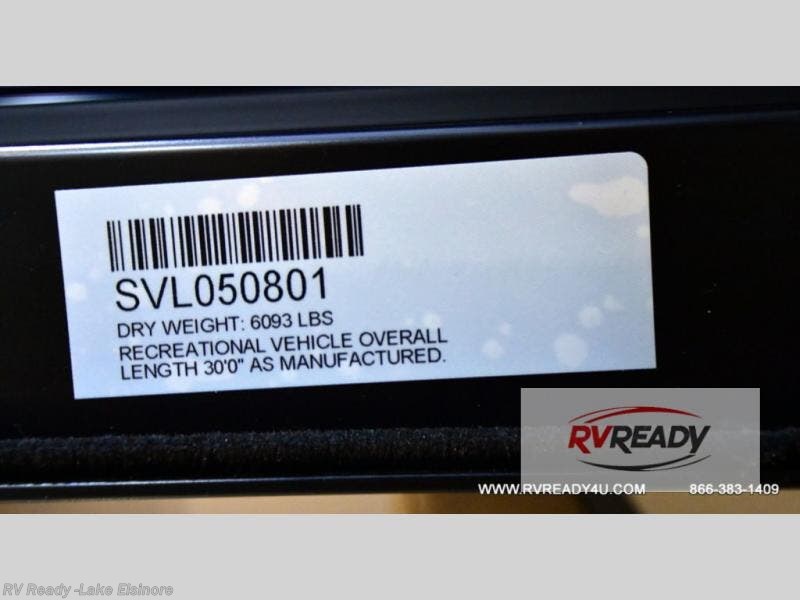 SVL050801
DRY WEIGHT: 6093 LBS
RECREATIONAL VEHICLE OVERALL
LENGTH 30'0" AS MANUFACTURED.
RVREADY
WWW.RVREADY4U.COM 866-383-1409
RV Ready -Lake Elsinore